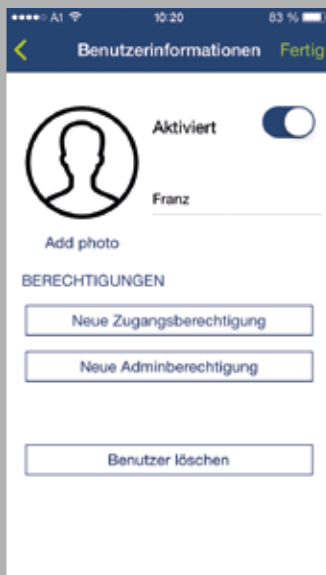 A1 10:20 83 %
Benutzerinformationen Fertig
Aktiviert
Franz
Add photo
BERECHTIGUNGEN
Neue Zugangsberechtigung
Neue Adminberechtigung
Benutzer löschen